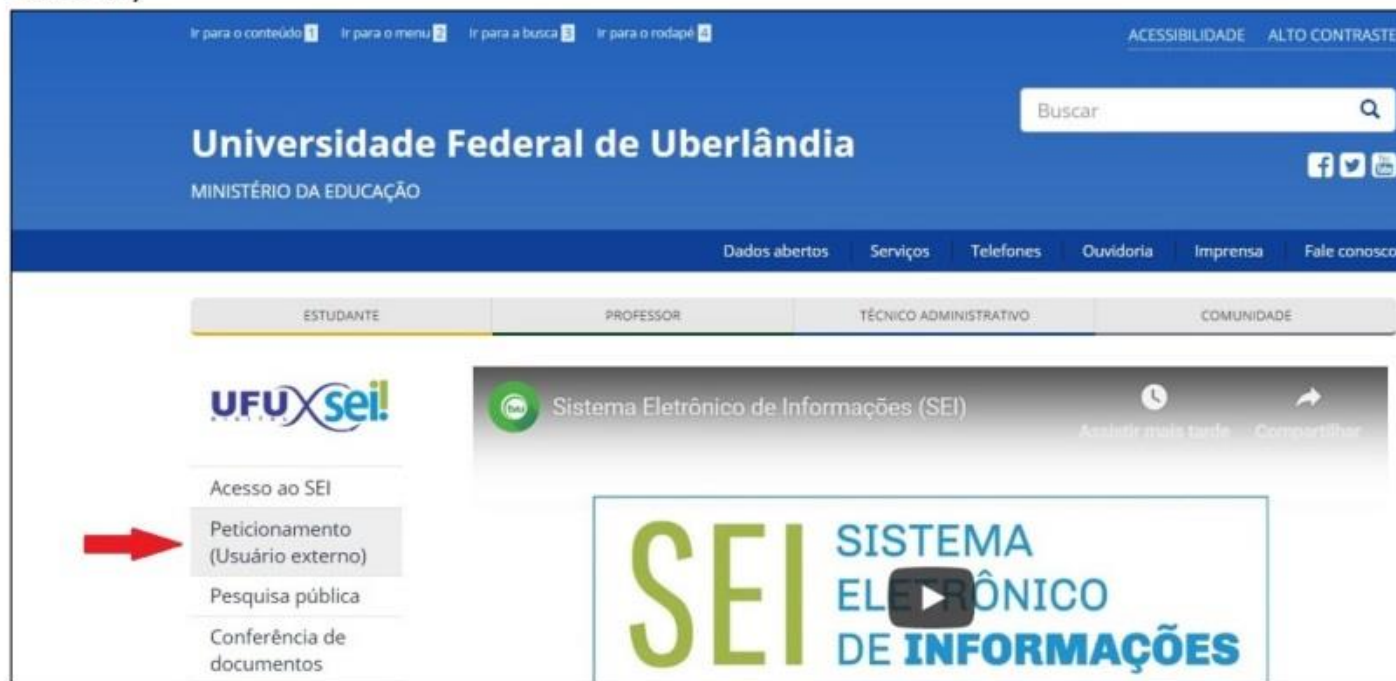 Ir para o conteúdo 1 Ir para o menu 2 Ir para a busca 3 Ir para o rodapé 4 ACESSIBILIDADE ALTO CONTRASTE
Buscar
Universidade Federal de Uberlândia
MINISTÉRIO DA EDUCAÇÃO
Dados abertos Serviços Telefones Ouvidoria Imprensa Fale conosco
ESTUDANTE PROFESSOR TÉCNICO ADMINISTRATIVO COMUNIDADE
UFU sei!
Sistema Eletrônico de Informações (SEI)
Assistir mais tarde Compartilhar
Acesso ao SEI
Peticionamento
(Usuário externo)
Pesquisa pública
Conferência de
documentos
SEI
SISTEMA
ELETRÔNICO
DE INFORMAÇÕES